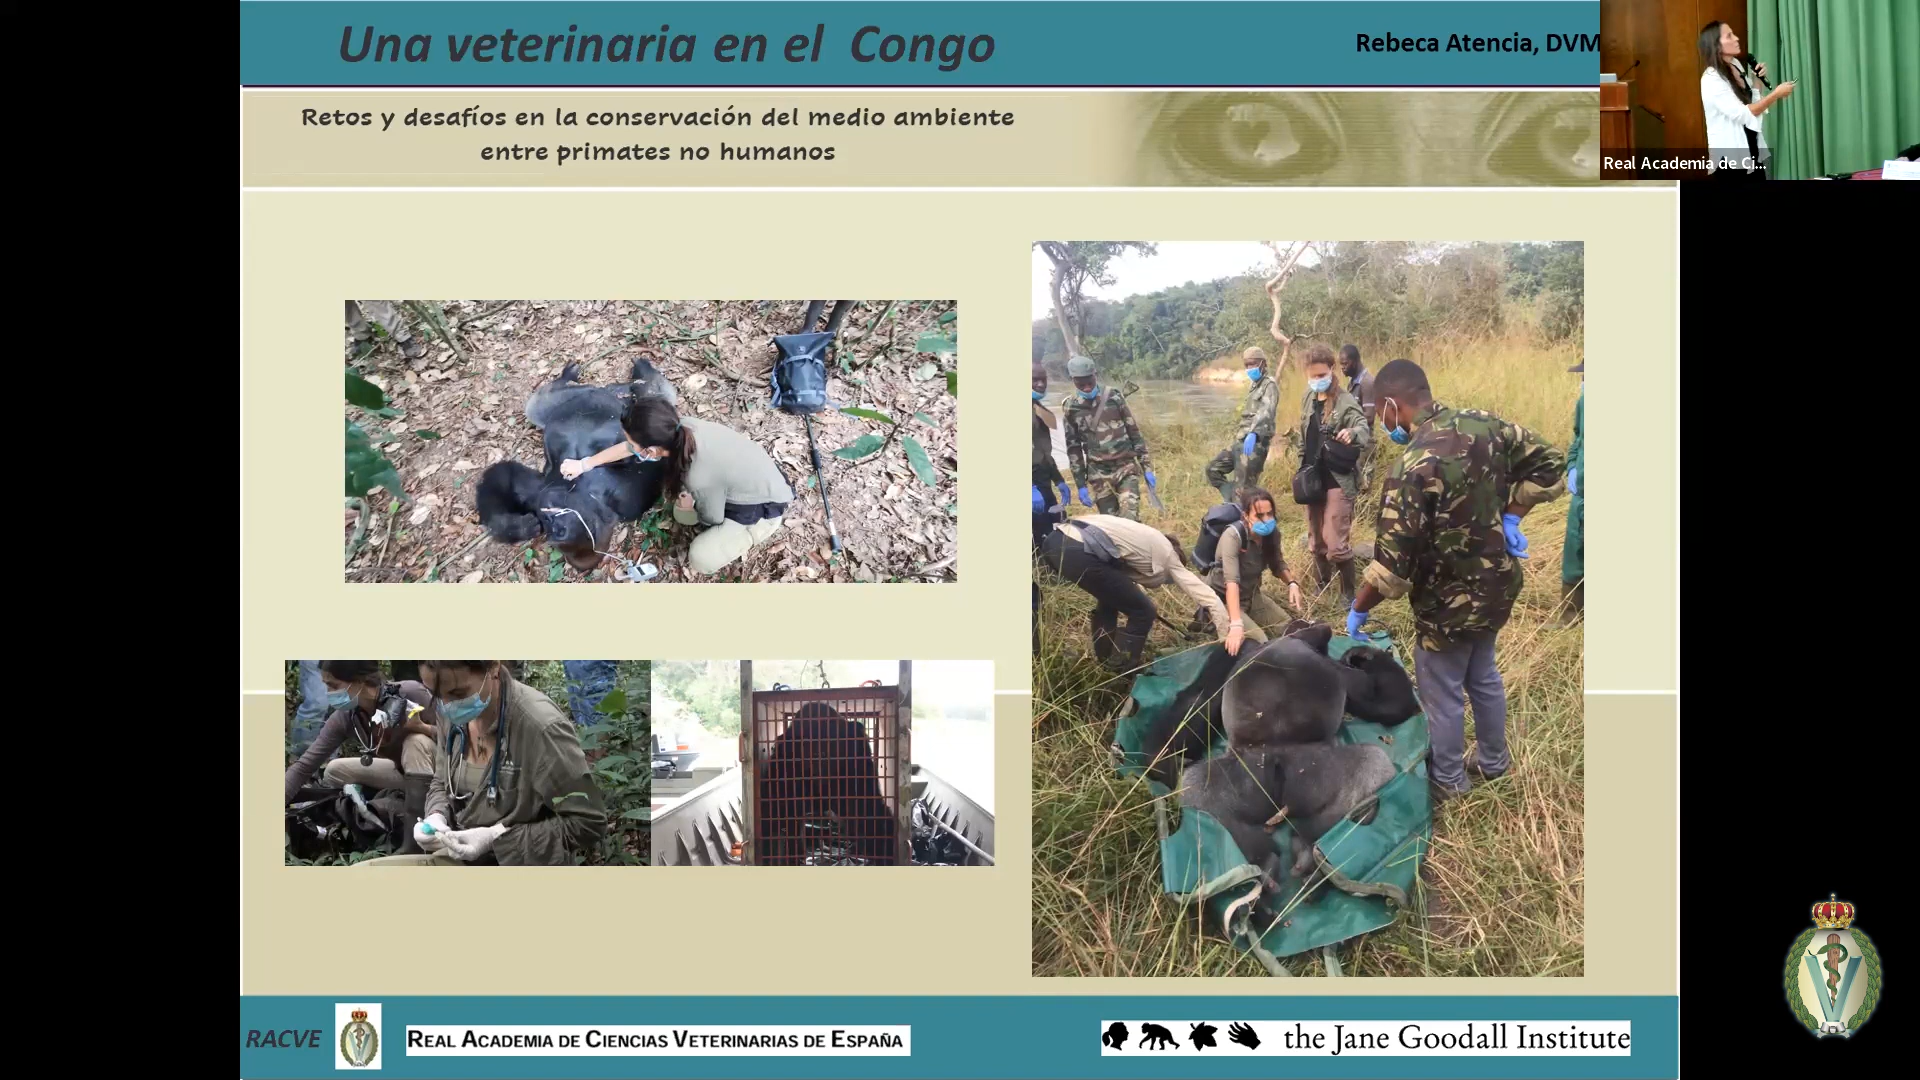 Una veterinaria en el Congo
Rebeca Atencia, DVM
Retos y desafíos en la conservación del medio ambiente
entre primates no humanos
Real Academia de Ci...
RACVE
REAL ACADEMIA DE CIENCIAS VETERINARIAS DE ESPAÑA
the Jane Goodall Institute